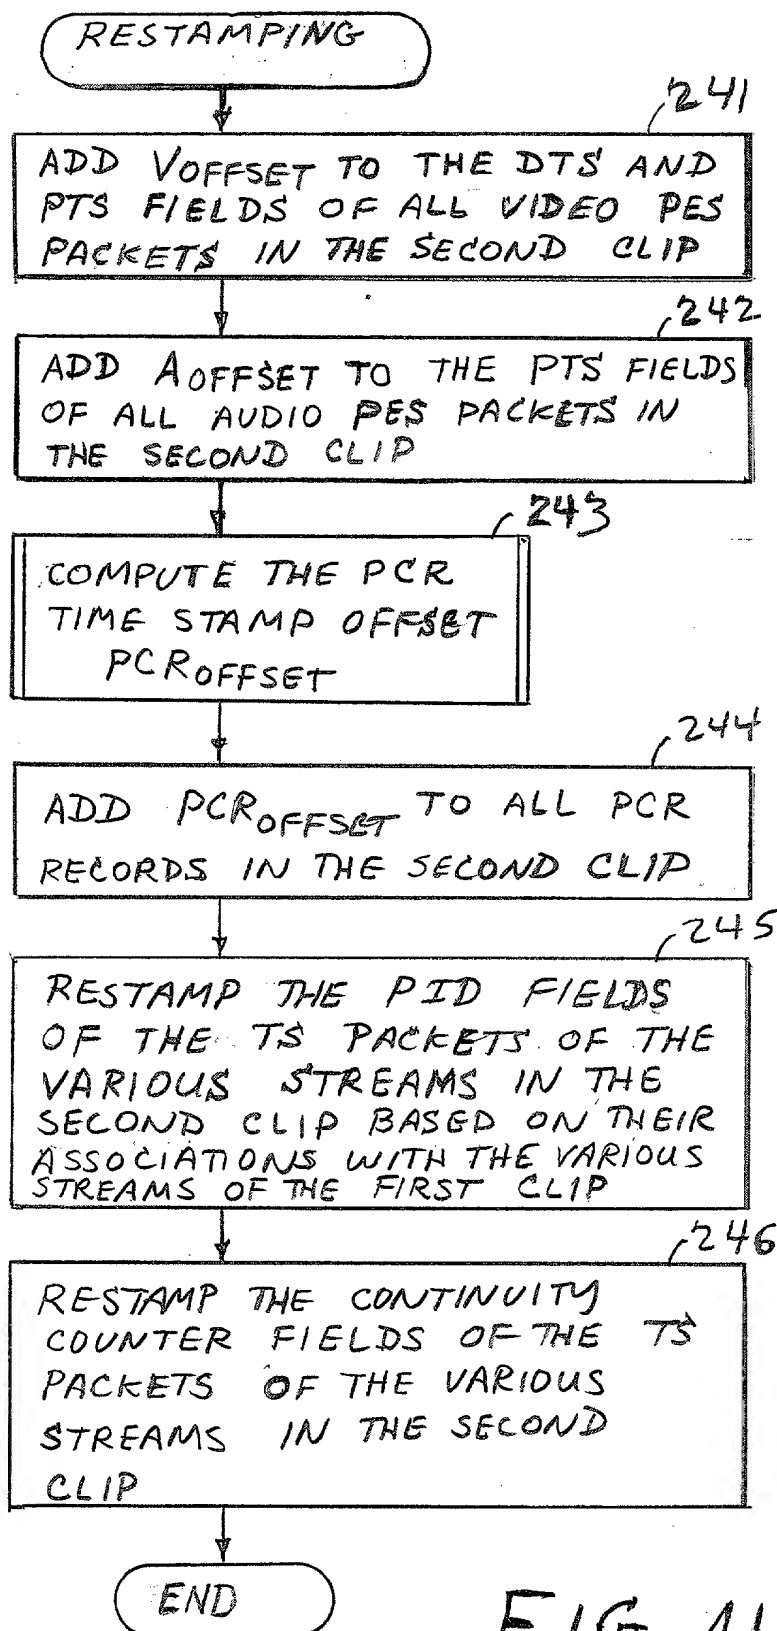 RESTAMPING
241
ADD VOFFSET TO THE DTS AND
PTS FIELDS OF ALL VIDEO PES
PACKETS IN THE SECOND CLIP
242
ADD AOFFSET TO THE PTS FIELDS
OF ALL AUDIO PES PACKETS IN
THE SECOND CLIP
243
COMPUTE THE PCR
TIME STAMP OFFSET
PCROFFSET
244
ADD PCROFFSET TO ALL PCR
RECORDS IN THE SECOND CLIP
245
RESTAMP THE PID FIELDS
OF THE TS PACKETS OF THE
VARIOUS STREAMS IN THE
SECOND CLIP BASED ON THEIR
ASSOCIATIONS WITH THE VARIOUS
STREAMS OF THE FIRST CLIP
246
RESTAMP THE CONTINUITY
COUNTER FIELDS OF THE TS
PACKETS OF THE VARIOUS
STREAMS IN THE SECOND
CLIP
END
FIG.